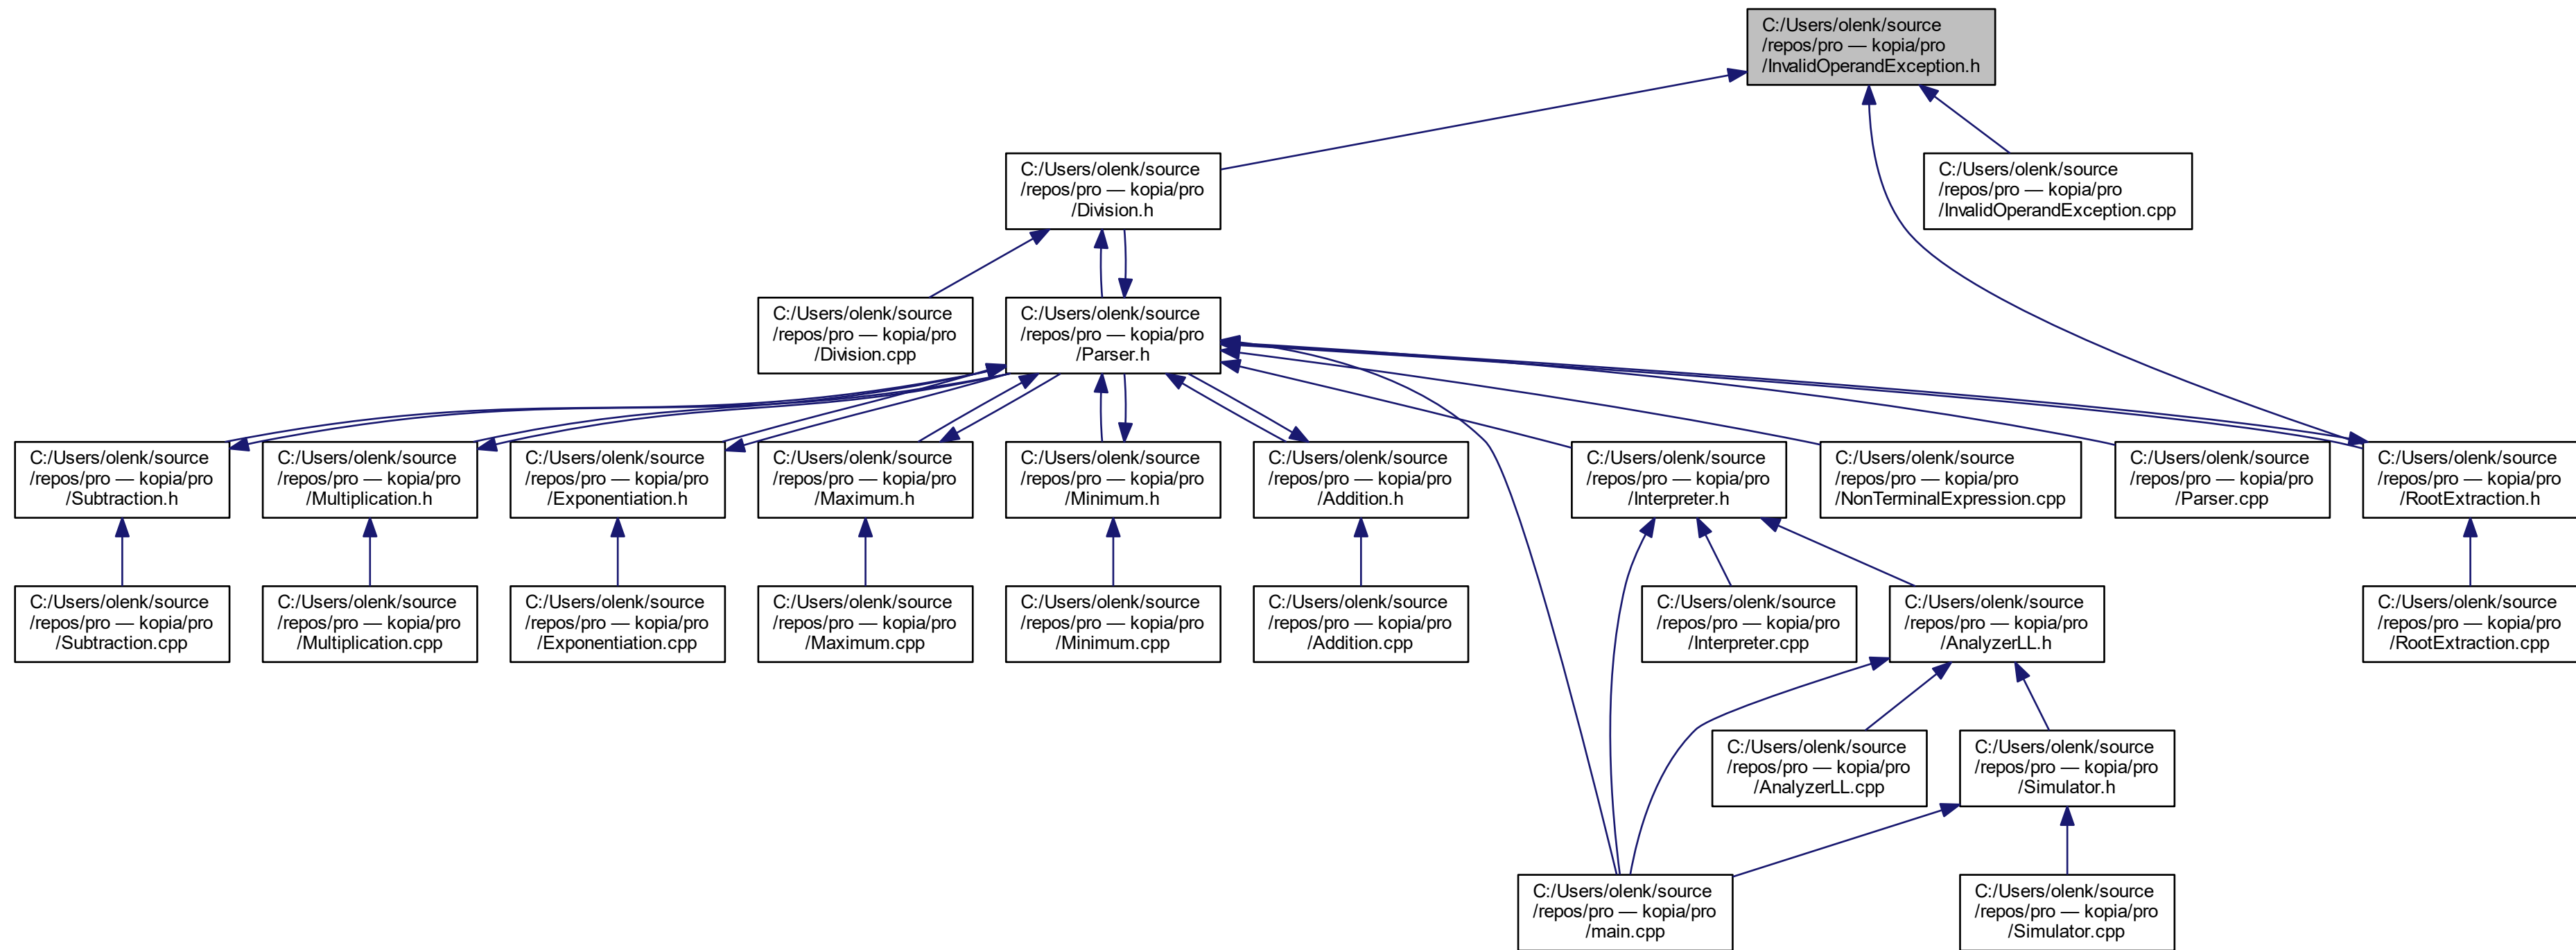 C:/Users/olenk/source
/repos/pro — kopia/pro
/InvalidOperandException.h
C:/Users/olenk/source
/repos/pro — kopia/pro
/Division.h
C:/Users/olenk/source
/repos/pro — kopia/pro
/InvalidOperandException.cpp
C:/Users/olenk/source
/repos/pro — kopia/pro
/Division.cpp
C:/Users/olenk/source
/repos/pro — kopia/pro
/Parser.h
C:/Users/olenk/source
/repos/pro — kopia/pro
/Subtraction.h
C:/Users/olenk/source
/repos/pro — kopia/pro
/Multiplication.h
C:/Users/olenk/source
/repos/pro — kopia/pro
/Exponentiation.h
C:/Users/olenk/source
/repos/pro — kopia/pro
/Maximum.h
C:/Users/olenk/source
/repos/pro — kopia/pro
/Minimum.h
C:/Users/olenk/source
/repos/pro — kopia/pro
/Addition.h
C:/Users/olenk/source
/repos/pro — kopia/pro
/Interpreter.h
C:/Users/olenk/source
/repos/pro — kopia/pro
/NonTerminalExpression.cpp
C:/Users/olenk/source
/repos/pro — kopia/pro
/Parser.cpp
C:/Users/olenk/source
/repos/pro — kopia/pro
/RootExtraction.h
C:/Users/olenk/source
/repos/pro — kopia/pro
/Subtraction.cpp
C:/Users/olenk/source
/repos/pro — kopia/pro
/Multiplication.cpp
C:/Users/olenk/source
/repos/pro — kopia/pro
/Exponentiation.cpp
C:/Users/olenk/source
/repos/pro — kopia/pro
/Maximum.cpp
C:/Users/olenk/source
/repos/pro — kopia/pro
/Minimum.cpp
C:/Users/olenk/source
/repos/pro — kopia/pro
/Addition.cpp
C:/Users/olenk/source
/repos/pro — kopia/pro
/Interpreter.cpp
C:/Users/olenk/source
/repos/pro — kopia/pro
/AnalyzerLL.h
C:/Users/olenk/source
/repos/pro — kopia/pro
/RootExtraction.cpp
C:/Users/olenk/source
/repos/pro — kopia/pro
/AnalyzerLL.cpp
C:/Users/olenk/source
/repos/pro — kopia/pro
/Simulator.h
C:/Users/olenk/source
/repos/pro — kopia/pro
/main.cpp
C:/Users/olenk/source
/repos/pro — kopia/pro
/Simulator.cpp